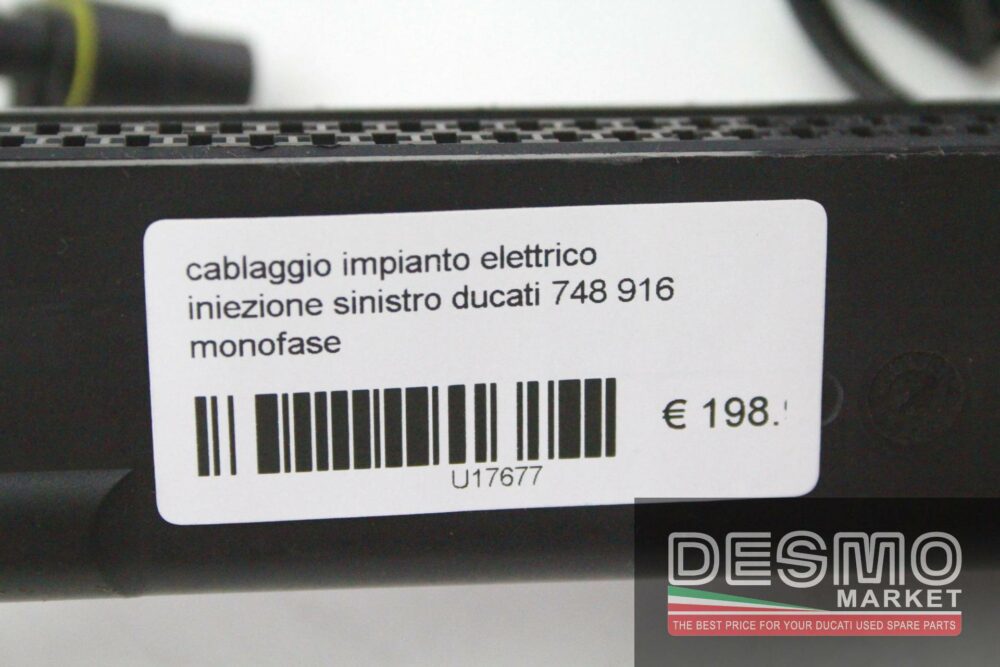 cablaggio impianto elettrico
iniezione sinistro ducati 748 916
monofase
€ 198.
U17677
DESMO
MARKET
THE BEST PRICE FOR YOUR DUCATI USED SPARE PARTS